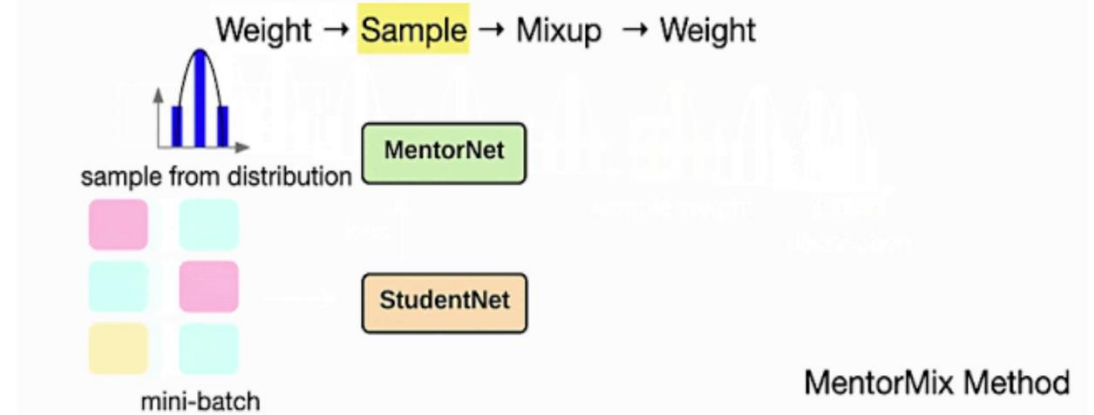 Weight → Sample → Mixup → Weight
sample from distribution
MentorNet
StudentNet
mini-batch
MentorMix Method